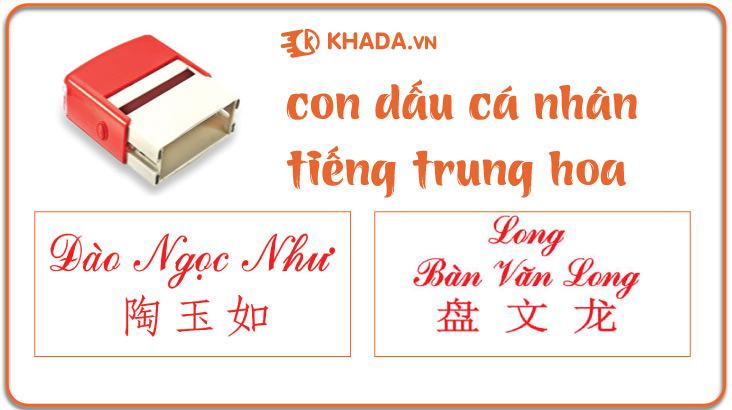 KHADA.VN
con dấu cá nhân
tiếng trung hoa
Đào Ngọc Như
陶玉如
Long
Bàn Văn Long
盘文龙